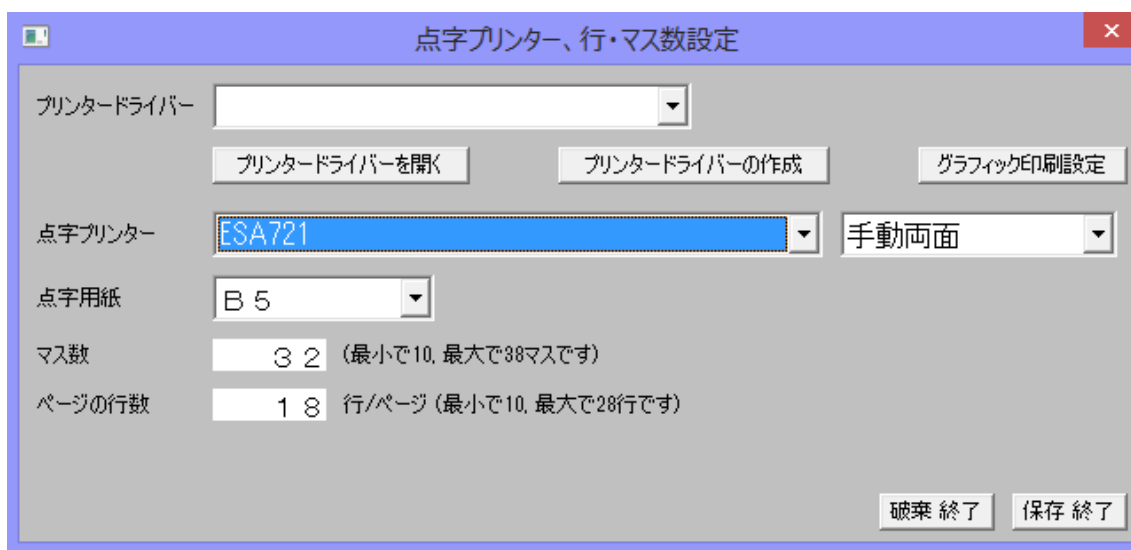 点字プリンター、行・マス数設定
プリンタードライバー
プリンタードライバーを開く プリンタードライバーの作成 グラフィック印刷設定
点字プリンター ESA721 手動両面
点字用紙 B5
マス数 32 (最小で10, 最大で38マスです)
ページの行数 18 行/ページ (最小で10, 最大で28行です)
破棄 終了 保存 終了